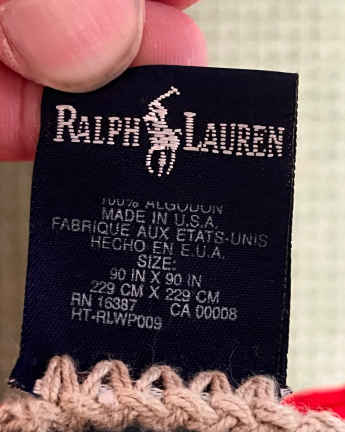 RALPH LAUREN
100% ALGODON
MADE IN U.S.A.
FABRIQUE AUX ETATS-UNIS
HECHO EN E.U.A.
SIZE:
90 IN X 90 IN
229 CM X 229 CM
RN 16387 CA 00008
HT-RLWP009